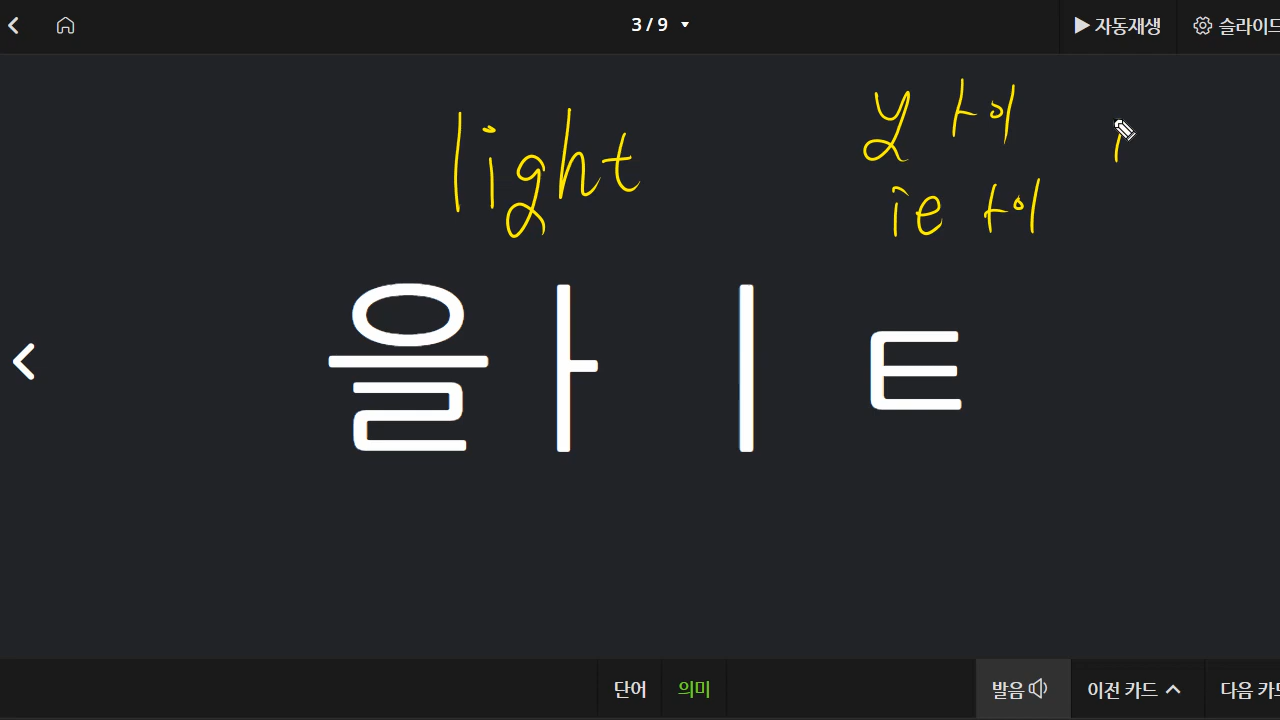 3 / 9
자동재생
슬라이드
light
y ㅏ이
ie ㅏ이
을ㅏ ㅣ ㅌ
단어
의미
발음
이전 카드
다음 카드